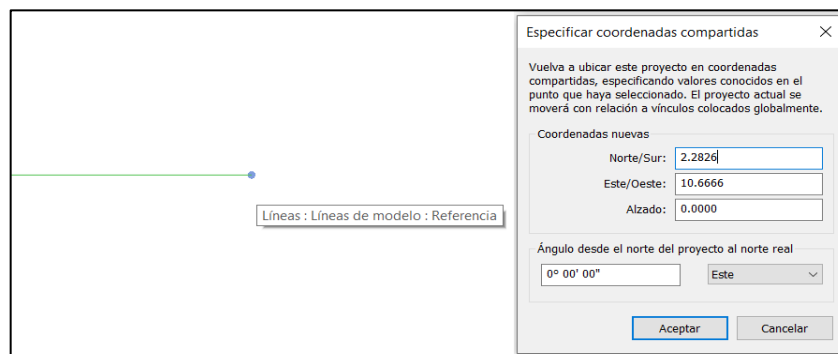 Especificar coordenadas compartidas
Vuelva a ubicar este proyecto en coordenadas
compartidas, especificando valores conocidos en el
punto que haya seleccionado. El proyecto actual se
moverá con relación a vínculos colocados globalmente.
Coordenadas nuevas
Norte/Sur: 2.2826
Este/Oeste: 10.6666
Alzado: 0.0000
Ángulo desde el norte del proyecto al norte real
0° 00' 00" Este
Aceptar Cancelar
Líneas : Líneas de modelo : Referencia